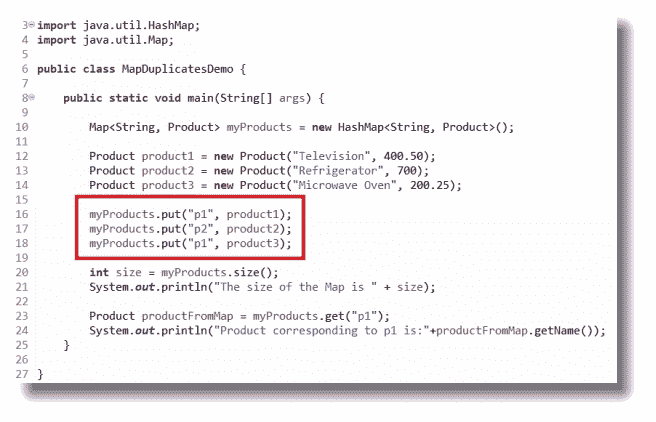 3 import java.util.HashMap;
4 import java.util.Map;
5
6 public class MapDuplicatesDemo {
7
8     public static void main(String[] args) {
9
10         Map<String, Product> myProducts = new HashMap<String, Product>();
11
12         Product product1 = new Product("Television", 400.50);
13         Product product2 = new Product("Refrigerator", 700);
14         Product product3 = new Product("Microwave Oven", 200.25);
15
16         myProducts.put("p1", product1);
17         myProducts.put("p2", product2);
18         myProducts.put("p1", product3);
19
20         int size = myProducts.size();
21         System.out.println("The size of the Map is " + size);
22
23         Product productFromMap = myProducts.get("p1");
24         System.out.println("Product corresponding to p1 is:"+productFromMap.getName());
25     }
26
27 }